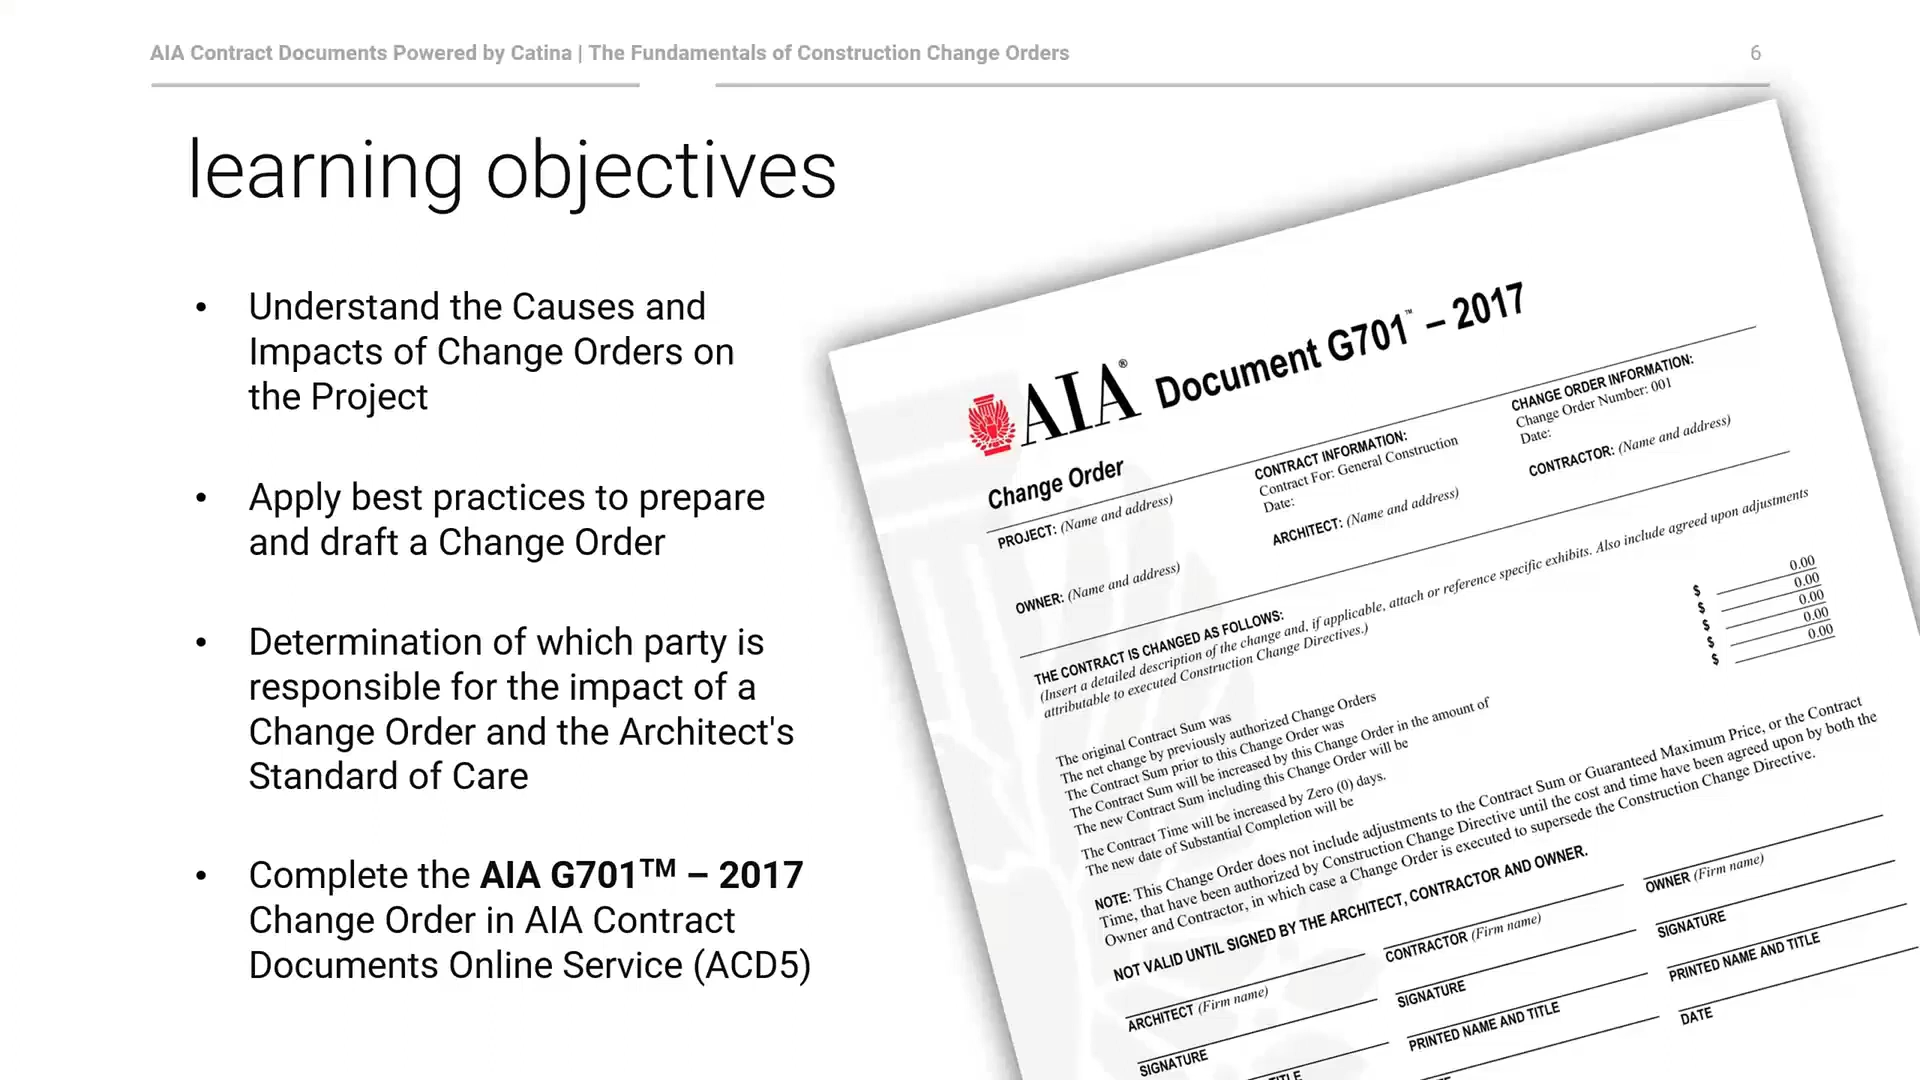 AIA Contract Documents Powered by Catina | The Fundamentals of Construction Change Orders
6
learning objectives
• Understand the Causes and
Impacts of Change Orders on
the Project
• Apply best practices to prepare
and draft a Change Order
• Determination of which party is
responsible for the impact of a
Change Order and the Architect's
Standard of Care
• Complete the AIA G701TM – 2017
Change Order in AIA Contract
Documents Online Service (ACD5)
AIA® Document G701™ – 2017
Change Order
PROJECT: (Name and address)
CONTRACT INFORMATION:
Contract For: General Construction
Date:
CHANGE ORDER INFORMATION:
Change Order Number: 001
Date:
OWNER: (Name and address)
ARCHITECT: (Name and address)
CONTRACTOR: (Name and address)
THE CONTRACT IS CHANGED AS FOLLOWS:
(Insert a detailed description of the change and, if applicable, attach or reference specific exhibits. Also include agreed upon adjustments
attributable to executed Construction Change Directives.)
The original Contract Sum was $ 0.00
The net change by previously authorized Change Orders $ 0.00
The Contract Sum prior to this Change Order was $ 0.00
The Contract Sum will be increased by this Change Order in the amount of $ 0.00
The new Contract Sum including this Change Order will be $ 0.00
The Contract Time will be increased by Zero (0) days.
The new date of Substantial Completion will be
NOTE: This Change Order does not include adjustments to the Contract Sum or Guaranteed Maximum Price, or the Contract
Time, that have been authorized by Construction Change Directive until the cost and time have been agreed upon by both the
Owner and Contractor, in which case a Change Order is executed to supersede the Construction Change Directive.
NOT VALID UNTIL SIGNED BY THE ARCHITECT, CONTRACTOR AND OWNER.
ARCHITECT (Firm name)
CONTRACTOR (Firm name)
OWNER (Firm name)
SIGNATURE
SIGNATURE
SIGNATURE
PRINTED NAME AND TITLE
PRINTED NAME AND TITLE
DATE